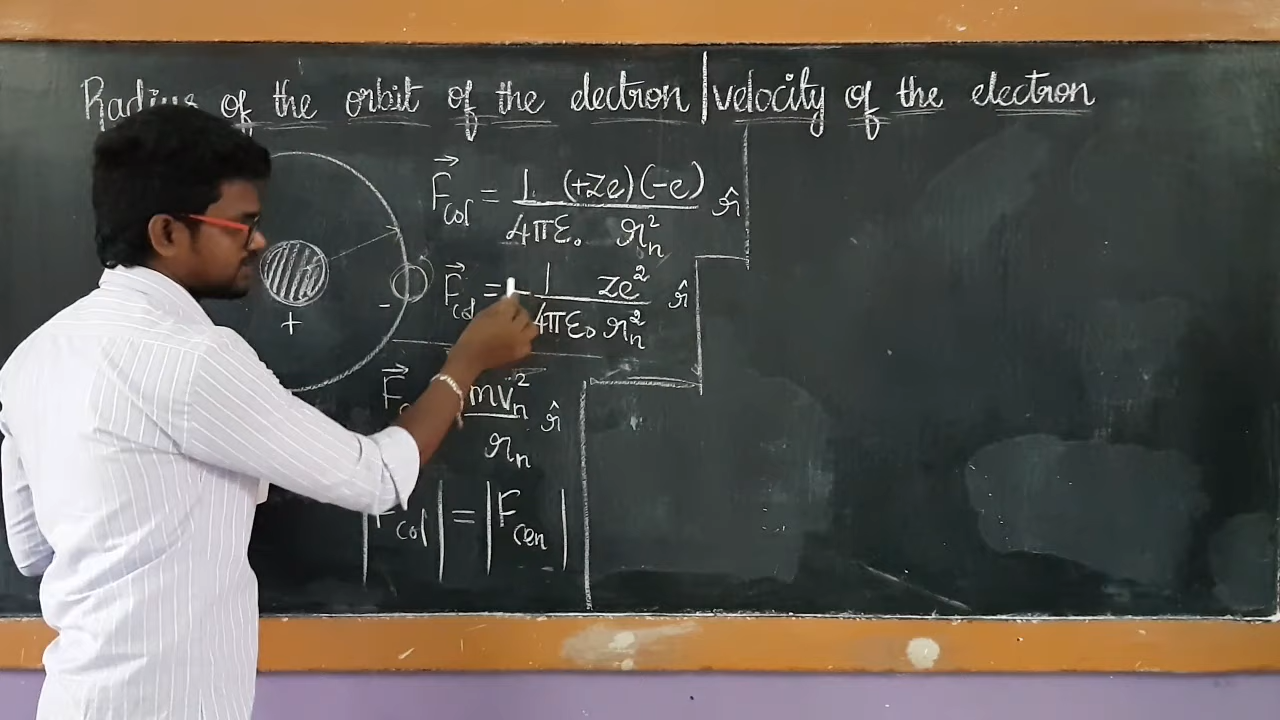 Radius of the orbit of the electron | velocity of the electron
F⃗col = 1/4πε₀ (+Ze)(-e)/rₙ² r̂
F⃗col = - 1/4πε₀ Ze²/rₙ² r̂
-
+
mvₙ²/rₙ r̂
|Fcol| = |Fcen|